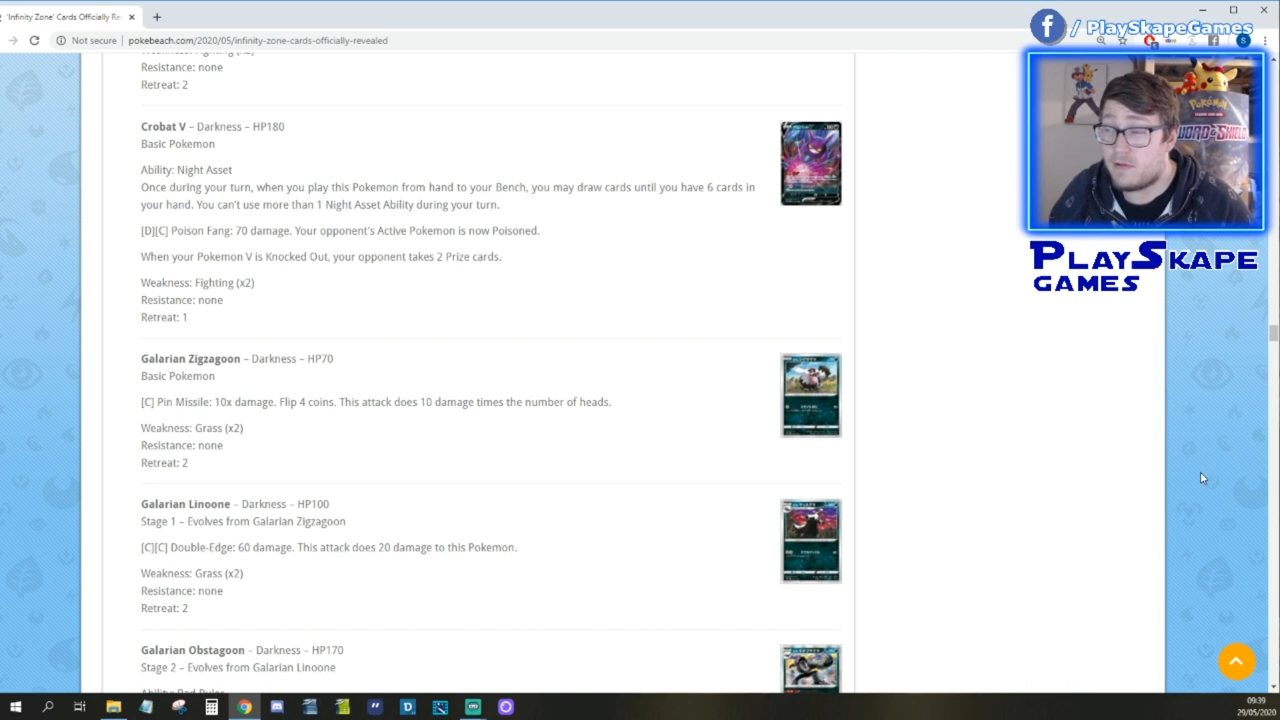 'Infinity Zone' Cards Officially Re
/ PlaySkapeGames
Not secure | pokebeach.com/2020/05/infinity-zone-cards-officially-revealed
Resistance: none
Retreat: 2
Crobat V – Darkness – HP180
Basic Pokemon
Ability: Night Asset
Once during your turn, when you play this Pokemon from hand to your Bench, you may draw cards until you have 6 cards in
your hand. You can't use more than 1 Night Asset Ability during your turn.
[D][C] Poison Fang: 70 damage. Your opponent's Active Pokemon is now Poisoned.
When your Pokemon V is Knocked Out, your opponent takes 2 Prize cards.
Weakness: Fighting (x2)
Resistance: none
Retreat: 1
POKÉMON
SWORD & SHIELD
PLAYSKAPE
GAMES
Galarian Zigzagoon – Darkness – HP70
Basic Pokemon
[C] Pin Missile: 10x damage. Flip 4 coins. This attack does 10 damage times the number of heads.
Weakness: Grass (x2)
Resistance: none
Retreat: 2
Galarian Linoone – Darkness – HP100
Stage 1 – Evolves from Galarian Zigzagoon
[C][C] Double-Edge: 60 damage. This attack does 20 damage to this Pokemon.
Weakness: Grass (x2)
Resistance: none
Retreat: 2
Galarian Obstagoon – Darkness – HP170
Stage 2 – Evolves from Galarian Linoone
09:39
29/05/2020